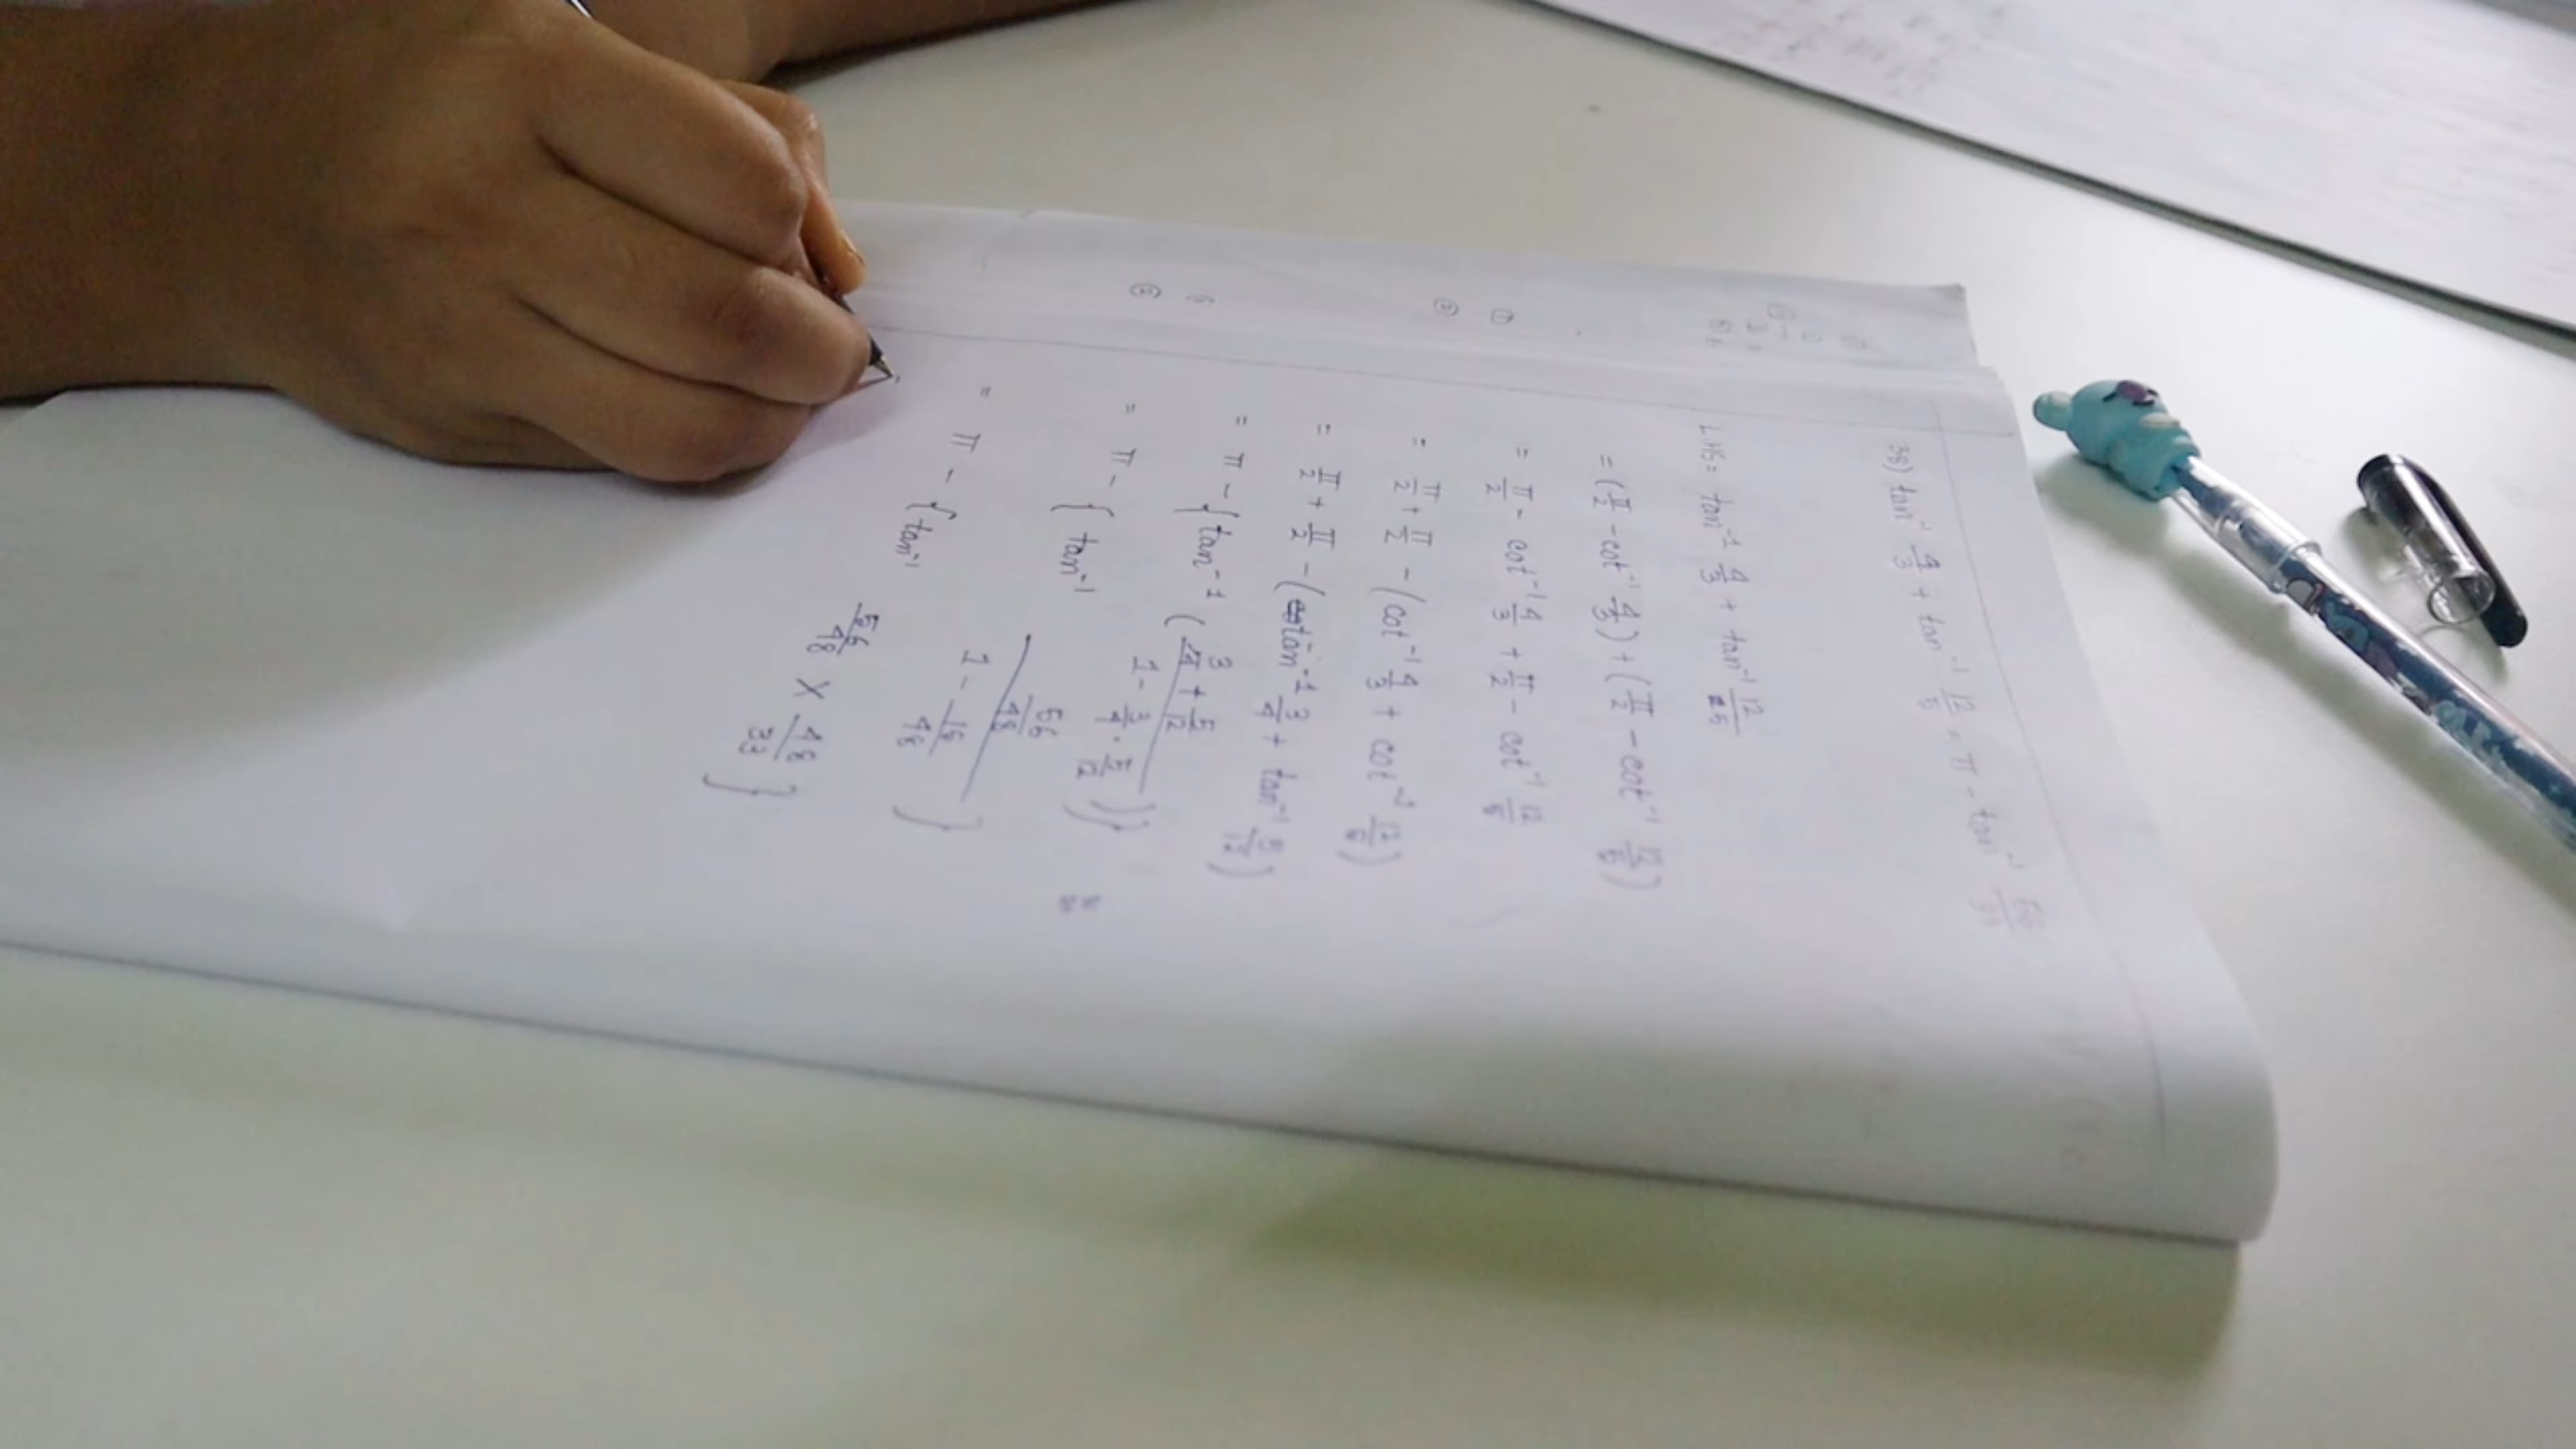 38) tan⁻¹ 4/3 + tan⁻¹ 12/5 = π - tan⁻¹ 56/33
LHS = tan⁻¹ 4/3 + tan⁻¹ 12/5
= (π/2 - cot⁻¹ 4/3) + (π/2 - cot⁻¹ 12/5)
= π/2 - cot⁻¹ 4/3 + π/2 - cot⁻¹ 12/5
= π/2 + π/2 - (cot⁻¹ 4/3 + cot⁻¹ 12/5)
= π/2 + π/2 - (tan⁻¹ 3/4 + tan⁻¹ 5/12)
= π - { tan⁻¹ ( (3/4 + 5/12) / (1 - 3/4 · 5/12) ) }
= π - { tan⁻¹ (56/48) / (1 - 15/48) }
= π - { tan⁻¹ 56/48 × 48/33 }